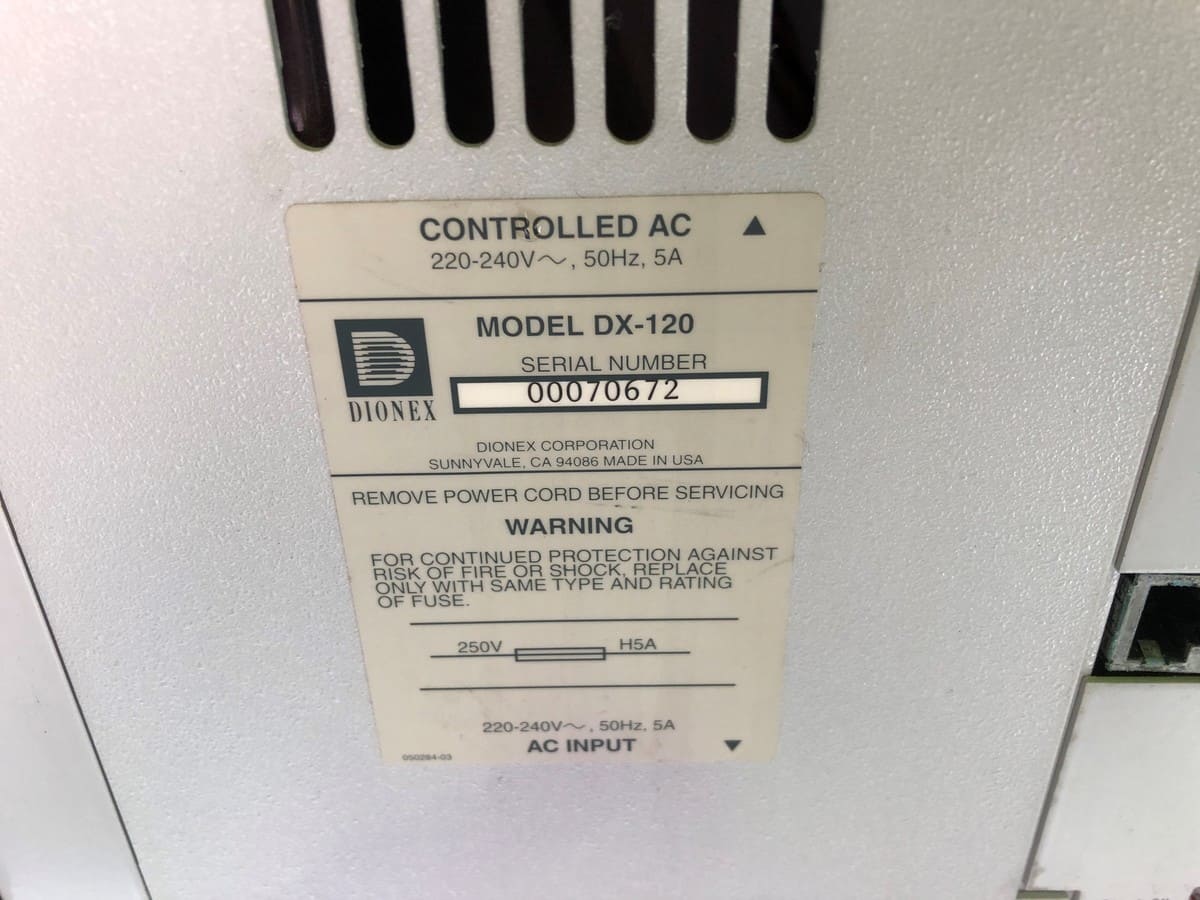 CONTROLLED AC ▲
220-240V～, 50Hz, 5A
MODEL DX-120
SERIAL NUMBER
00070672
DIONEX
DIONEX CORPORATION
SUNNYVALE, CA 94086 MADE IN USA
REMOVE POWER CORD BEFORE SERVICING
WARNING
FOR CONTINUED PROTECTION AGAINST
RISK OF FIRE OR SHOCK, REPLACE
ONLY WITH SAME TYPE AND RATING
OF FUSE.
250V H5A
220-240V～, 50Hz, 5A
AC INPUT ▼
050284-03